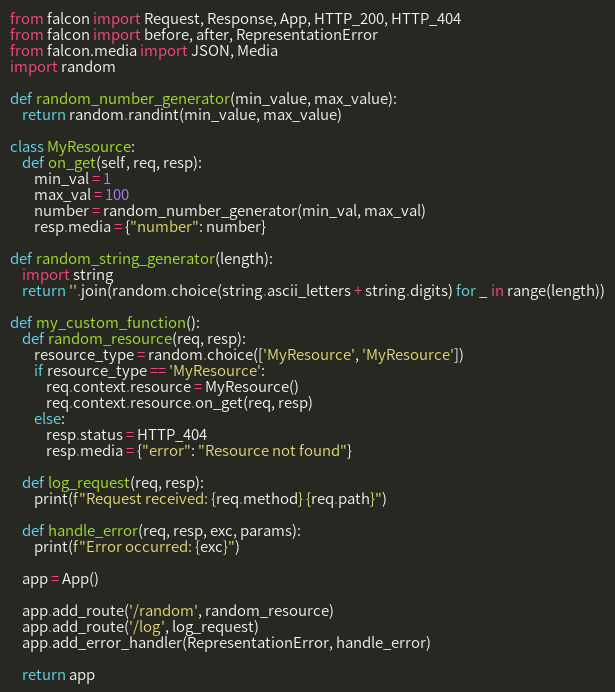 from falcon import Request, Response, App, HTTP_200, HTTP_404
from falcon import before, after, RepresentationError
from falcon.media import JSON, Media
import random

def random_number_generator(min_value, max_value):
    return random.randint(min_value, max_value)

class MyResource:
    def on_get(self, req, resp):
        min_val = 1
        max_val = 100
        number = random_number_generator(min_val, max_val)
        resp.media = {"number": number}

def random_string_generator(length):
    import string
    return ''.join(random.choice(string.ascii_letters + string.digits) for _ in range(length))

def my_custom_function():
    def random_resource(req, resp):
        resource_type = random.choice(['MyResource', 'MyResource'])
        if resource_type == 'MyResource':
            req.context.resource = MyResource()
            req.context.resource.on_get(req, resp)
        else:
            resp.status = HTTP_404
            resp.media = {"error": "Resource not found"}

    def log_request(req, resp):
        print(f"Request received: {req.method} {req.path}")

    def handle_error(req, resp, exc, params):
        print(f"Error occurred: {exc}")

    app = App()

    app.add_route('/random', random_resource)
    app.add_route('/log', log_request)
    app.add_error_handler(RepresentationError, handle_error)

    return app